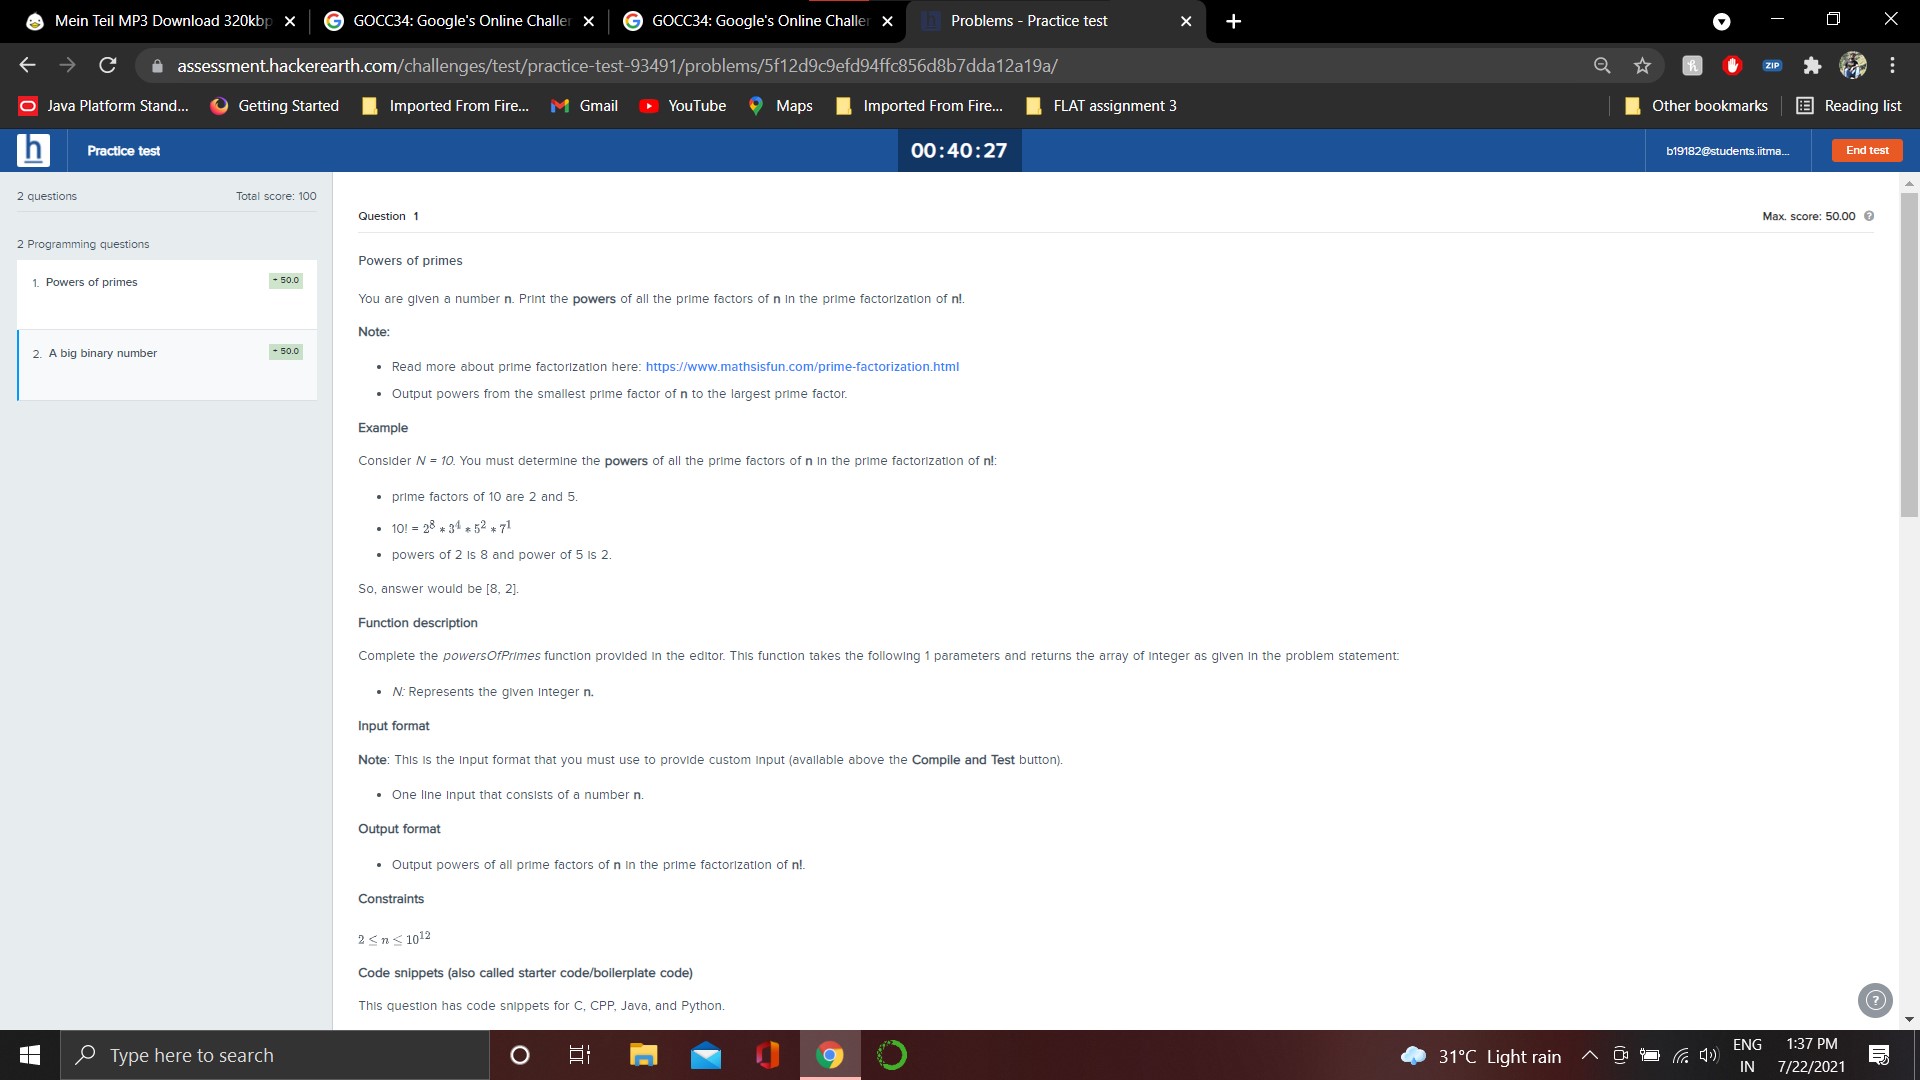 Mein Teil MP3 Download 320kbp
GOCC34: Google's Online Challen
GOCC34: Google's Online Challen
Problems - Practice test
assessment.hackerearth.com/challenges/test/practice-test-93491/problems/5f12d9c9efd94ffc856d8b7dda12a19a/
ZIP
Java Platform Stand...
Getting Started
Imported From Fire...
Gmail
YouTube
Maps
Imported From Fire...
FLAT assignment 3
Other bookmarks
Reading list
h
Practice test
00:40:27
b19182@students.iitma...
End test
2 questions
Total score: 100
2 Programming questions
1. Powers of primes
+ 50.0
2. A big binary number
+ 50.0
Question 1
Max. score: 50.00
Powers of primes
You are given a number n. Print the powers of all the prime factors of n in the prime factorization of n!.
Note:
• Read more about prime factorization here: https://www.mathsisfun.com/prime-factorization.html
• Output powers from the smallest prime factor of n to the largest prime factor.
Example
Consider N = 10. You must determine the powers of all the prime factors of n in the prime factorization of n!:
• prime factors of 10 are 2 and 5.
• 10! = 2⁸ * 3⁴ * 5² * 7¹
• powers of 2 is 8 and power of 5 is 2.
So, answer would be [8, 2].
Function description
Complete the powersOfPrimes function provided in the editor. This function takes the following 1 parameters and returns the array of integer as given in the problem statement:
• N: Represents the given integer n.
Input format
Note: This is the input format that you must use to provide custom input (available above the Compile and Test button).
• One line input that consists of a number n.
Output format
• Output powers of all prime factors of n in the prime factorization of n!.
Constraints
2 ≤ n ≤ 10¹²
Code snippets (also called starter code/boilerplate code)
This question has code snippets for C, CPP, Java, and Python.
Type here to search
31°C Light rain
ENG
IN
1:37 PM
7/22/2021